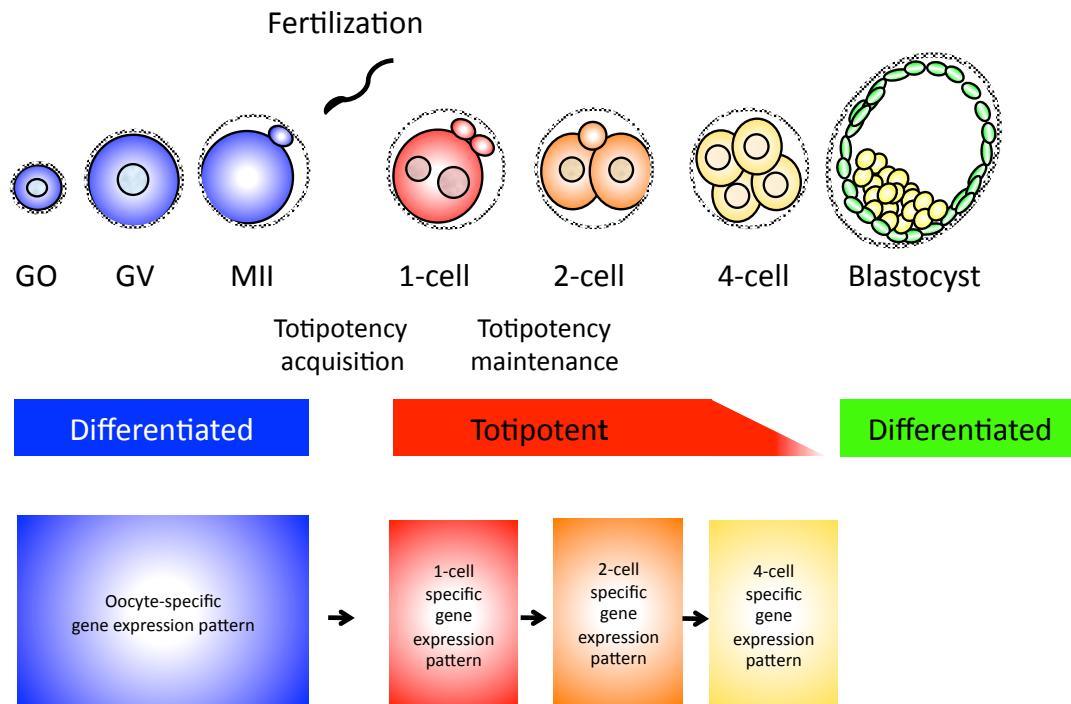 Fertilization
GO
GV
MII
1-cell
2-cell
4-cell
Blastocyst
Totipotency
acquisition
Totipotency
maintenance
Differentiated
Totipotent
Differentiated
Oocyte-specific
gene expression pattern
1-cell
specific
gene
expression
pattern
2-cell
specific
gene
expression
pattern
4-cell
specific
gene
expression
pattern